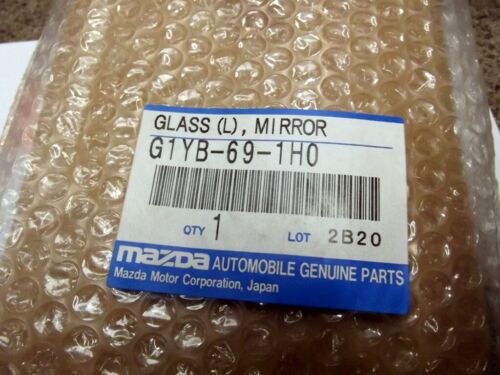 GLASS (L), MIRROR
G1YB-69-1H0
QTY 1 LOT 2B20
mazda AUTOMOBILE GENUINE PARTS
Mazda Motor Corporation, Japan